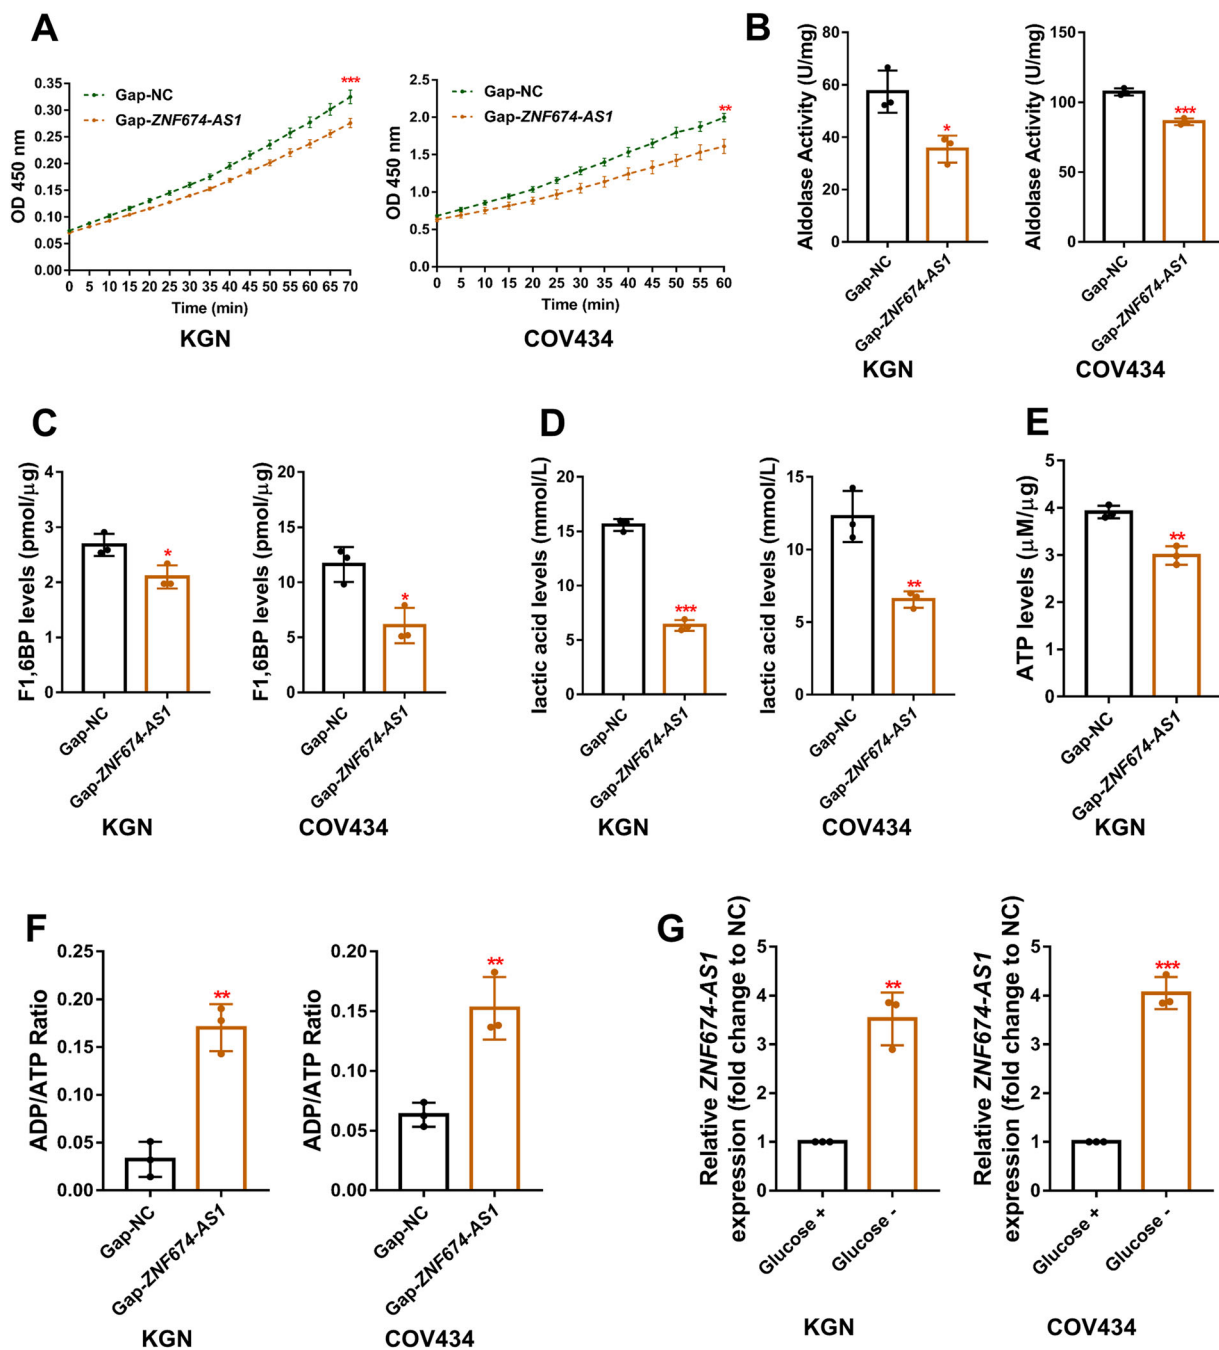 A
0.35
0.30
0.25
0.20
0.15
0.10
0.05
0.00
OD 450 nm
Gap-NC
Gap-ZNF674-AS1
***
0 5 10 15 20 25 30 35 40 45 50 55 60 65 70
Time (min)
KGN
2.5
2.0
1.5
1.0
0.5
0.0
OD 450 nm
Gap-NC
Gap-ZNF674-AS1
**
0 5 10 15 20 25 30 35 40 45 50 55 60
Time (min)
COV434
B
Aldolase Activity (U/mg)
80
60
40
20
0
*
Gap-NC
Gap-ZNF674-AS1
KGN
Aldolase Activity (U/mg)
150
100
50
0
***
Gap-NC
Gap-ZNF674-AS1
COV434
C
F1,6BP levels (pmol/μg)
4
3
2
1
0
*
Gap-NC
Gap-ZNF674-AS1
KGN
F1,6BP levels (pmol/μg)
20
15
10
5
0
*
Gap-NC
Gap-ZNF674-AS1
COV434
D
lactic acid levels (mmol/L)
20
15
10
5
0
***
Gap-NC
Gap-ZNF674-AS1
KGN
lactic acid levels (mmol/L)
15
10
5
0
**
Gap-NC
Gap-ZNF674-AS1
COV434
E
ATP levels (μM/μg)
5
4
3
2
1
0
**
Gap-NC
Gap-ZNF674-AS1
KGN
F
ADP/ATP Ratio
0.25
0.20
0.15
0.10
0.05
0.00
**
Gap-NC
Gap-ZNF674-AS1
KGN
ADP/ATP Ratio
0.20
0.15
0.10
0.05
0.00
**
Gap-NC
Gap-ZNF674-AS1
COV434
G
Relative ZNF674-AS1
expression (fold change to NC)
5
4
3
2
1
0
**
Glucose +
Glucose -
KGN
Relative ZNF674-AS1
expression (fold change to NC)
5
4
3
2
1
0
***
Glucose +
Glucose -
COV434